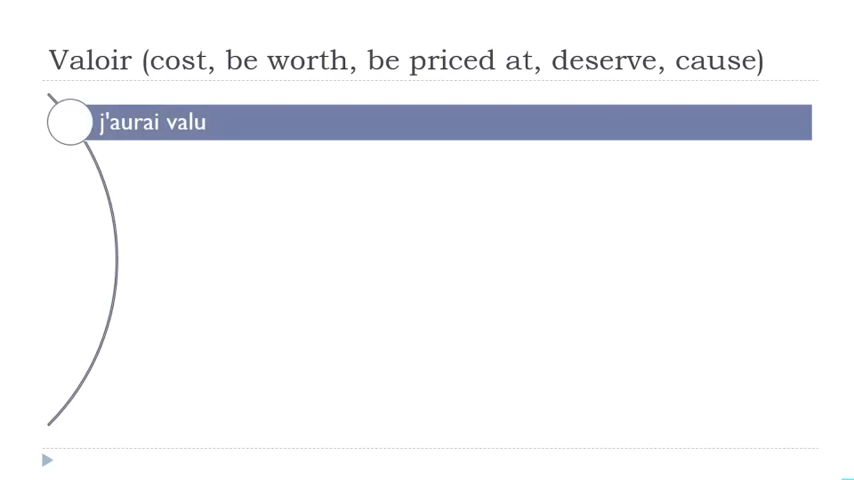 Valoir (cost, be worth, be priced at, deserve, cause)
j'aurai valu